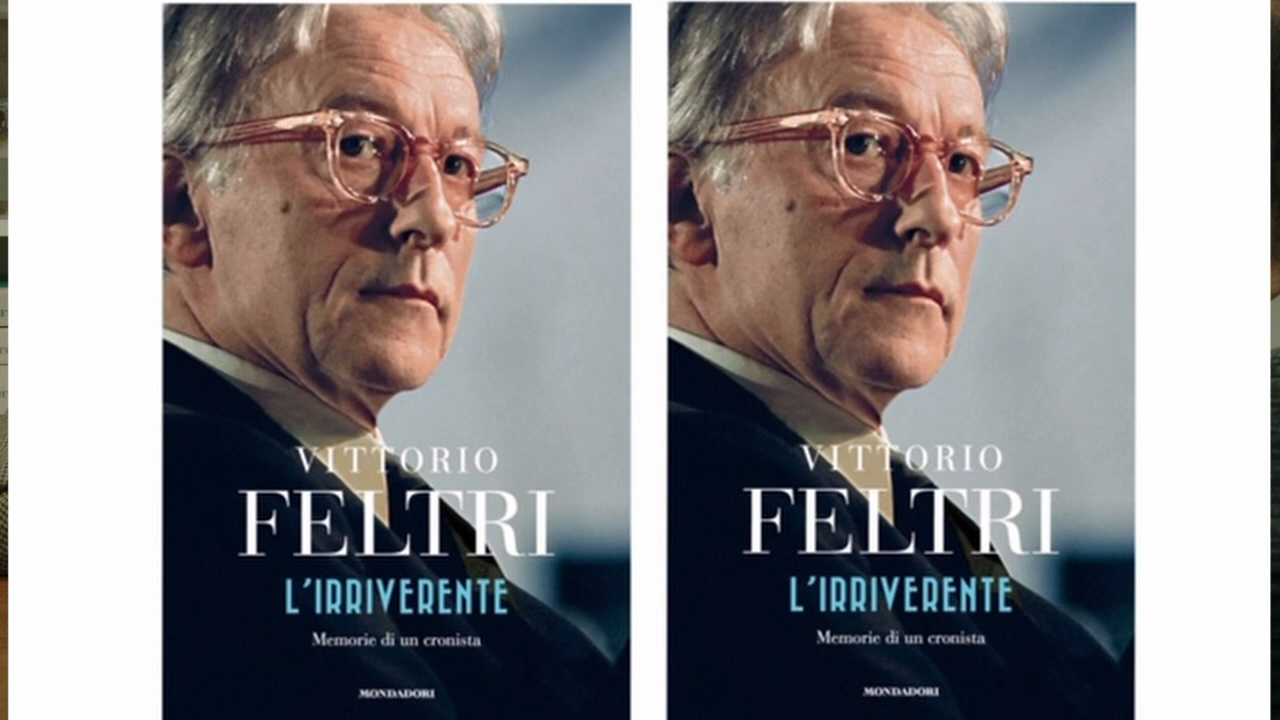 VITTORIO
FELTRI
L'IRRIVERENTE
Memorie di un cronista
MONDADORI
VITTORIO
FELTRI
L'IRRIVERENTE
Memorie di un cronista
MONDADORI